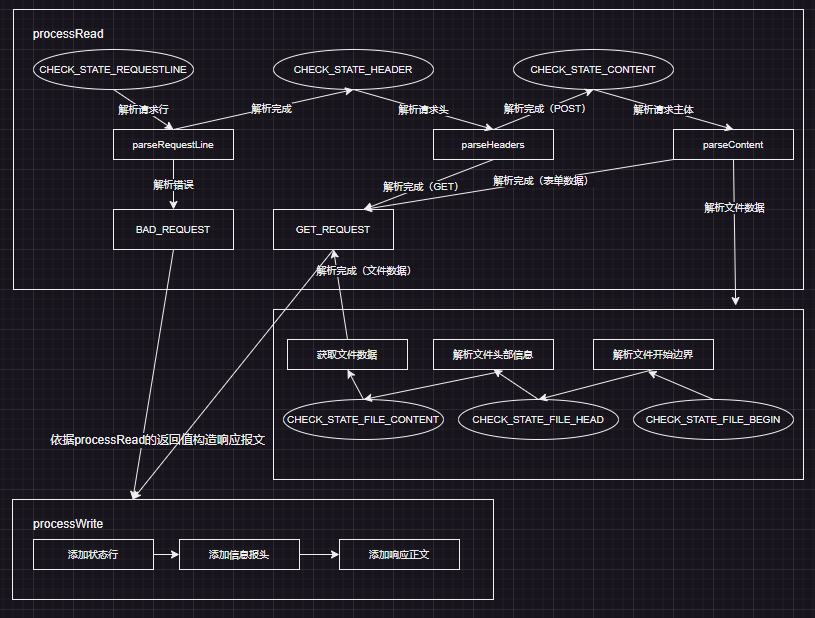 processRead
CHECK_STATE_REQUESTLINE
CHECK_STATE_HEADER
CHECK_STATE_CONTENT
解析请求行
解析完成
解析请求头
解析完成（POST）
解析请求主体
parseRequestLine
parseHeaders
parseContent
解析错误
解析完成（GET）
解析完成（表单数据）
解析文件数据
BAD_REQUEST
GET_REQUEST
解析完成（文件数据）
获取文件数据
解析文件头部信息
解析文件开始边界
CHECK_STATE_FILE_CONTENT
CHECK_STATE_FILE_HEAD
CHECK_STATE_FILE_BEGIN
依据processRead的返回值构造响应报文
processWrite
添加状态行
添加信息报头
添加响应正文